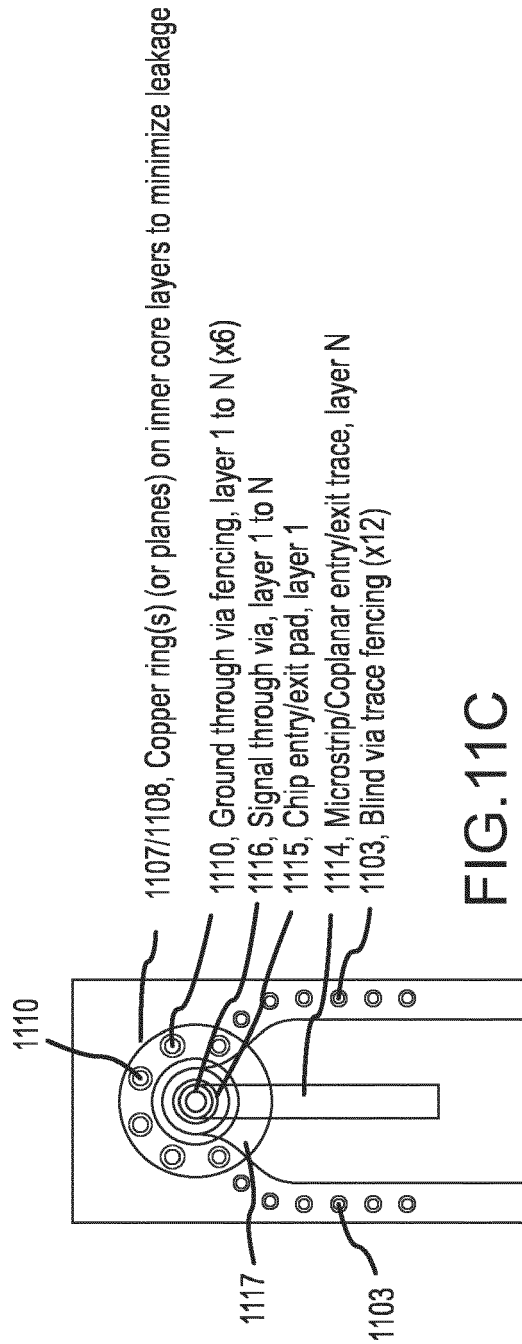 1110
1107/1108, Copper ring(s) (or planes) on inner core layers to minimize leakage
1110, Ground through via fencing, layer 1 to N (x6)
1116, Signal through via, layer 1 to N
1115, Chip entry/exit pad, layer 1
1114, Microstrip/Coplanar entry/exit trace, layer N
1103, Blind via trace fencing (x12)
1117
1103
FIG.11C